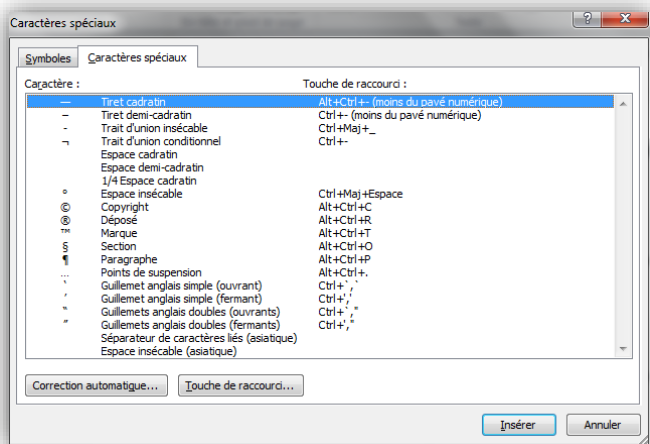 Caractères spéciaux
Symboles Caractères spéciaux
Caractère : Touche de raccourci :
— Tiret cadratin Alt+Ctrl+- (moins du pavé numérique)
– Tiret demi-cadratin Ctrl+- (moins du pavé numérique)
- Trait d'union insécable Ctrl+Maj+_
¬ Trait d'union conditionnel Ctrl+-
Espace cadratin
Espace demi-cadratin
1/4 Espace cadratin
° Espace insécable Ctrl+Maj+Espace
© Copyright Alt+Ctrl+C
® Déposé Alt+Ctrl+R
™ Marque Alt+Ctrl+T
§ Section Alt+Ctrl+O
¶ Paragraphe Alt+Ctrl+P
… Points de suspension Alt+Ctrl+.
‘ Guillemet anglais simple (ouvrant) Ctrl+`,`
’ Guillemet anglais simple (fermant) Ctrl+','
“ Guillemets anglais doubles (ouvrants) Ctrl+`,"
” Guillemets anglais doubles (fermants) Ctrl+',"
Séparateur de caractères liés (asiatique)
Espace insécable (asiatique)
Correction automatique... Touche de raccourci...
Insérer Annuler